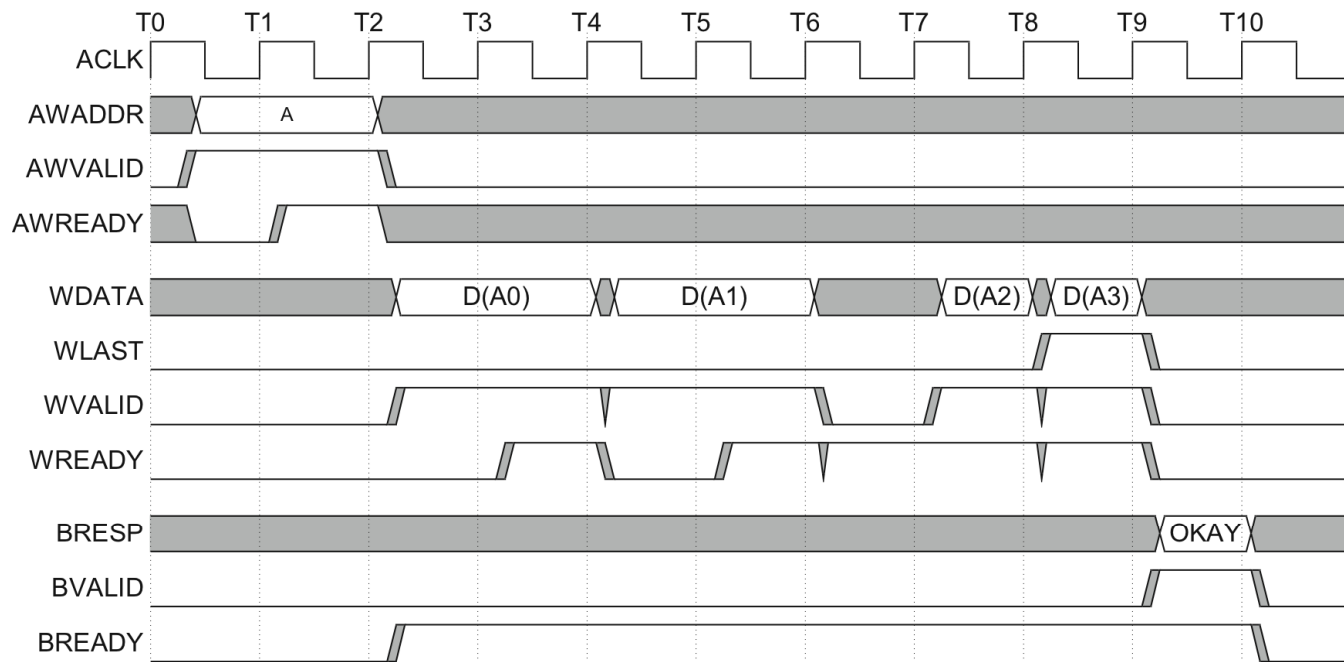 T0 T1 T2 T3 T4 T5 T6 T7 T8 T9 T10
ACLK
AWADDR A
AWVALID
AWREADY
WDATA D(A0) D(A1) D(A2) D(A3)
WLAST
WVALID
WREADY
BRESP OKAY
BVALID
BREADY